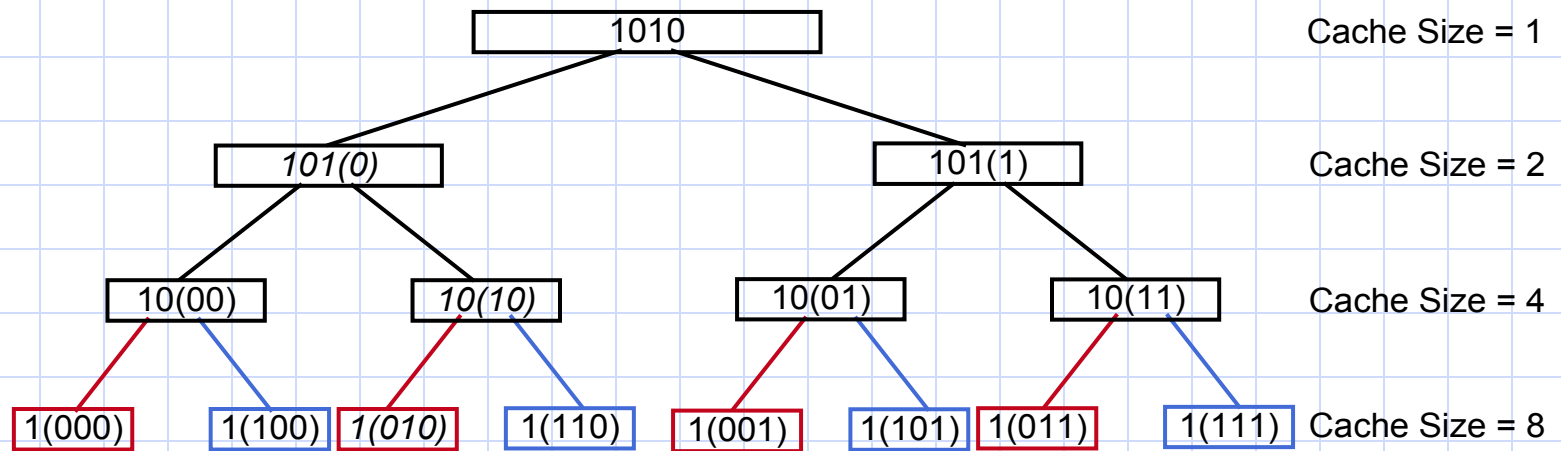 1010 Cache Size = 1
101(0) 101(1) Cache Size = 2
10(00) 10(10) 10(01) 10(11) Cache Size = 4
1(000) 1(100) 1(010) 1(110) 1(001) 1(101) 1(011) 1(111) Cache Size = 8